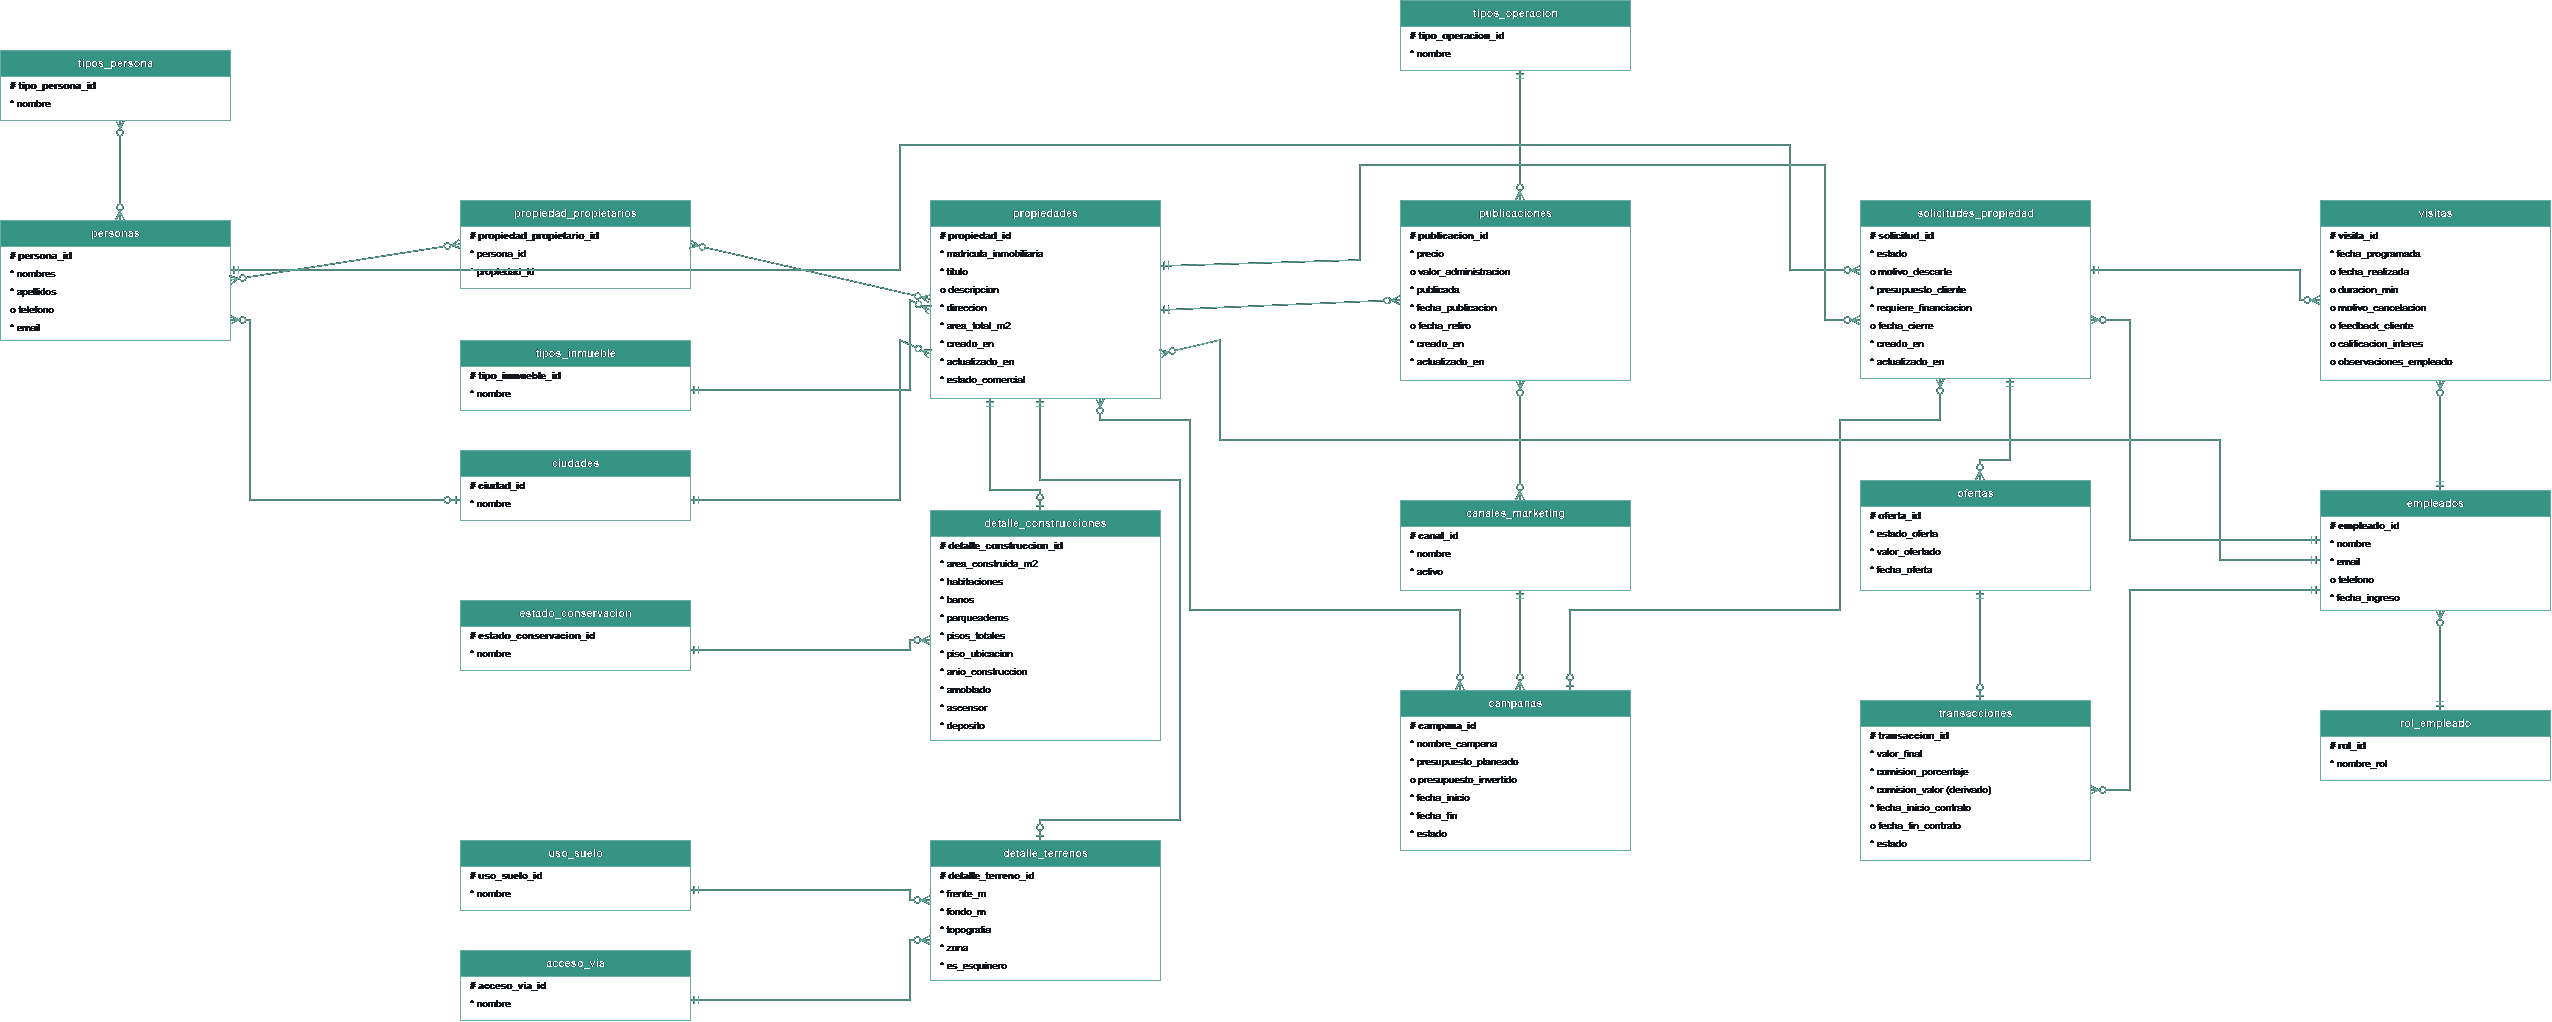 tipos_persona
# tipo_persona_id
* nombre
personas
# persona_id
* nombres
* apellidos
o telefono
* email
propiedad_propietarios
# propiedad_propietario_id
* persona_id
* propiedad_id
tipos_inmueble
# tipo_inmueble_id
* nombre
ciudades
# ciudad_id
* nombre
estado_conservacion
# estado_conservacion_id
* nombre
uso_suelo
# uso_suelo_id
* nombre
acceso_via
# acceso_via_id
* nombre
propiedades
# propiedad_id
* matricula_inmobiliaria
* titulo
o descripcion
* direccion
* area_total_m2
* creado_en
* actualizado_en
* estado_comercial
detalle_construcciones
# detalle_construccion_id
* area_construida_m2
* habitaciones
* banos
* parqueaderos
* pisos_totales
* piso_ubicacion
* anio_construccion
* amoblado
* ascensor
* deposito
detalle_terrenos
# detalle_terreno_id
* frente_m
* fondo_m
* topografia
* zona
* es_esquinero
tipos_operacion
# tipo_operacion_id
* nombre
publicaciones
# publicacion_id
* precio
o valor_administracion
* publicada
* fecha_publicacion
o fecha_retiro
* creado_en
* actualizado_en
canales_marketing
# canal_id
* nombre
* activo
campanas
# campana_id
* nombre_campana
* presupuesto_planeado
o presupuesto_invertido
* fecha_inicio
* fecha_fin
* estado
solicitudes_propiedad
# solicitud_id
* estado
o motivo_descarte
* presupuesto_cliente
* requiere_financiacion
o fecha_cierre
* creado_en
* actualizado_en
ofertas
# oferta_id
* estado_oferta
* valor_ofertado
* fecha_oferta
transacciones
# transaccion_id
* valor_final
* comision_porcentaje
* comision_valor (derivado)
* fecha_inicio_contrato
o fecha_fin_contrato
* estado
visitas
# visita_id
* fecha_programada
o fecha_realizada
o duracion_min
o motivo_cancelacion
o feedback_cliente
o calificacion_interes
o observaciones_empleado
empleados
# empleado_id
* nombre
* email
o telefono
* fecha_ingreso
rol_empleado
# rol_id
* nombre_rol